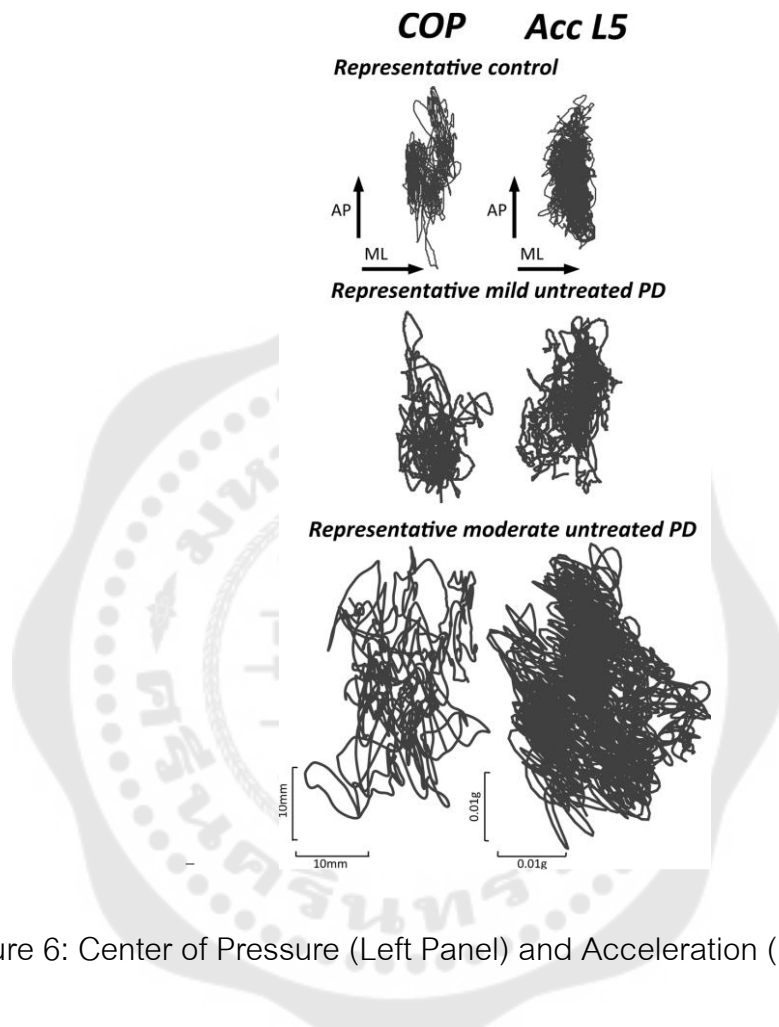 COP Acc L5
Representative control
AP AP
ML ML
Representative mild untreated PD
Representative moderate untreated PD
10mm 0.01g
10mm 0.01g
ure 6: Center of Pressure (Left Panel) and Acceleration (